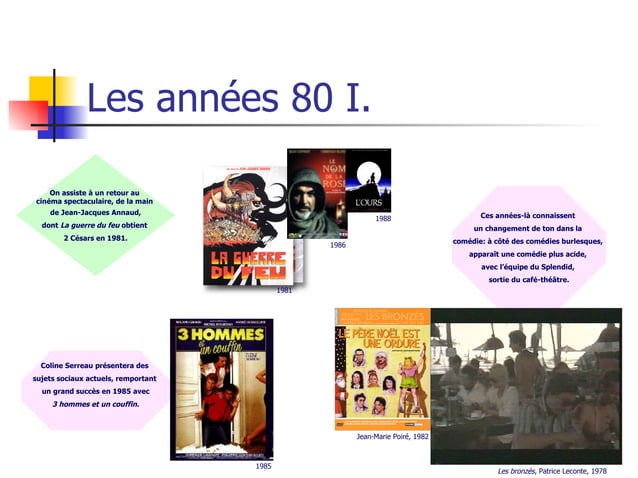 Les années 80 I.
On assiste à un retour au
cinéma spectaculaire, de la main
de Jean-Jacques Annaud,
dont La guerre du feu obtient
2 Césars en 1981.
LA GUERRE
DU FEU
1981
LE
NOM
DE LA
ROSE
1986
L'OURS
1988
Ces années-là connaissent
un changement de ton dans la
comédie: à côté des comédies burlesques,
apparaît une comédie plus acide,
avec l'équipe du Splendid,
sortie du café-théâtre.
Coline Serreau présentera des
sujets sociaux actuels, remportant
un grand succès en 1985 avec
3 hommes et un couffin.
3 HOMMES
et
un couffin
1985
LES BRONZÉS
LE PÈRE NOËL EST
UNE ORDURE
Jean-Marie Poiré, 1982
Les bronzés, Patrice Leconte, 1978